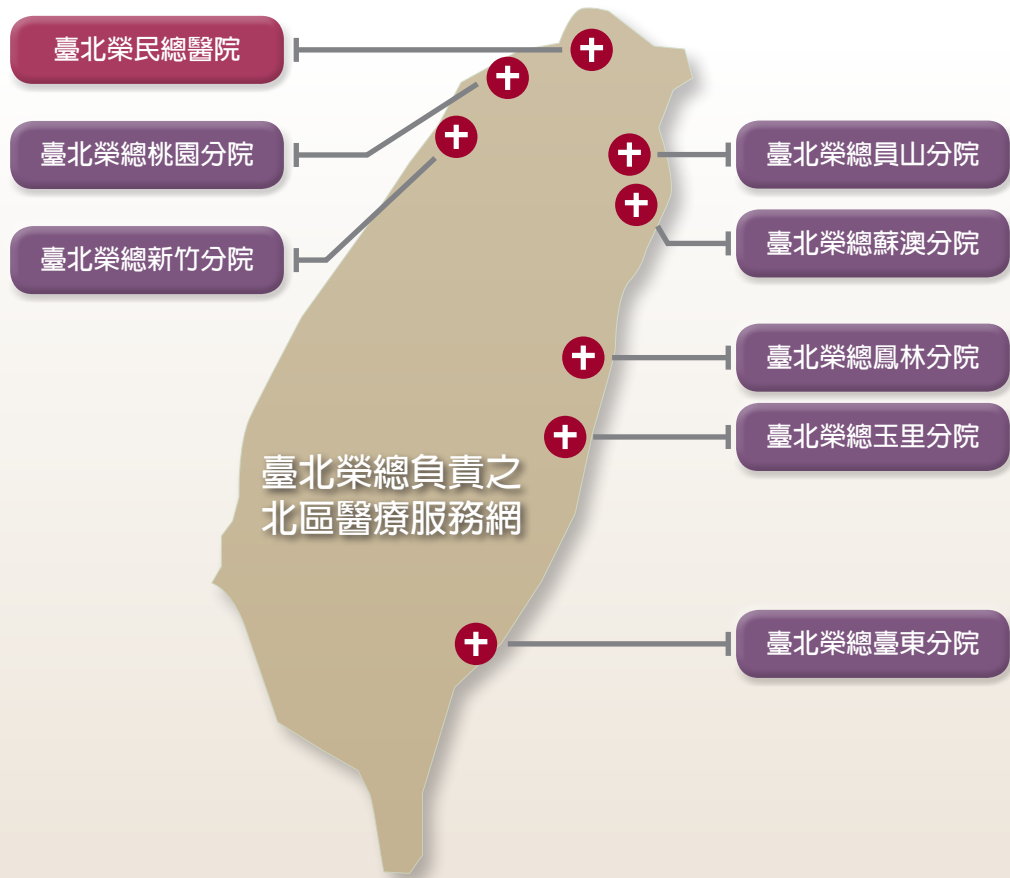 臺北榮民總醫院
臺北榮總桃園分院
臺北榮總新竹分院
臺北榮總員山分院
臺北榮總蘇澳分院
臺北榮總鳳林分院
臺北榮總玉里分院
臺北榮總負責之
北區醫療服務網
臺北榮總臺東分院